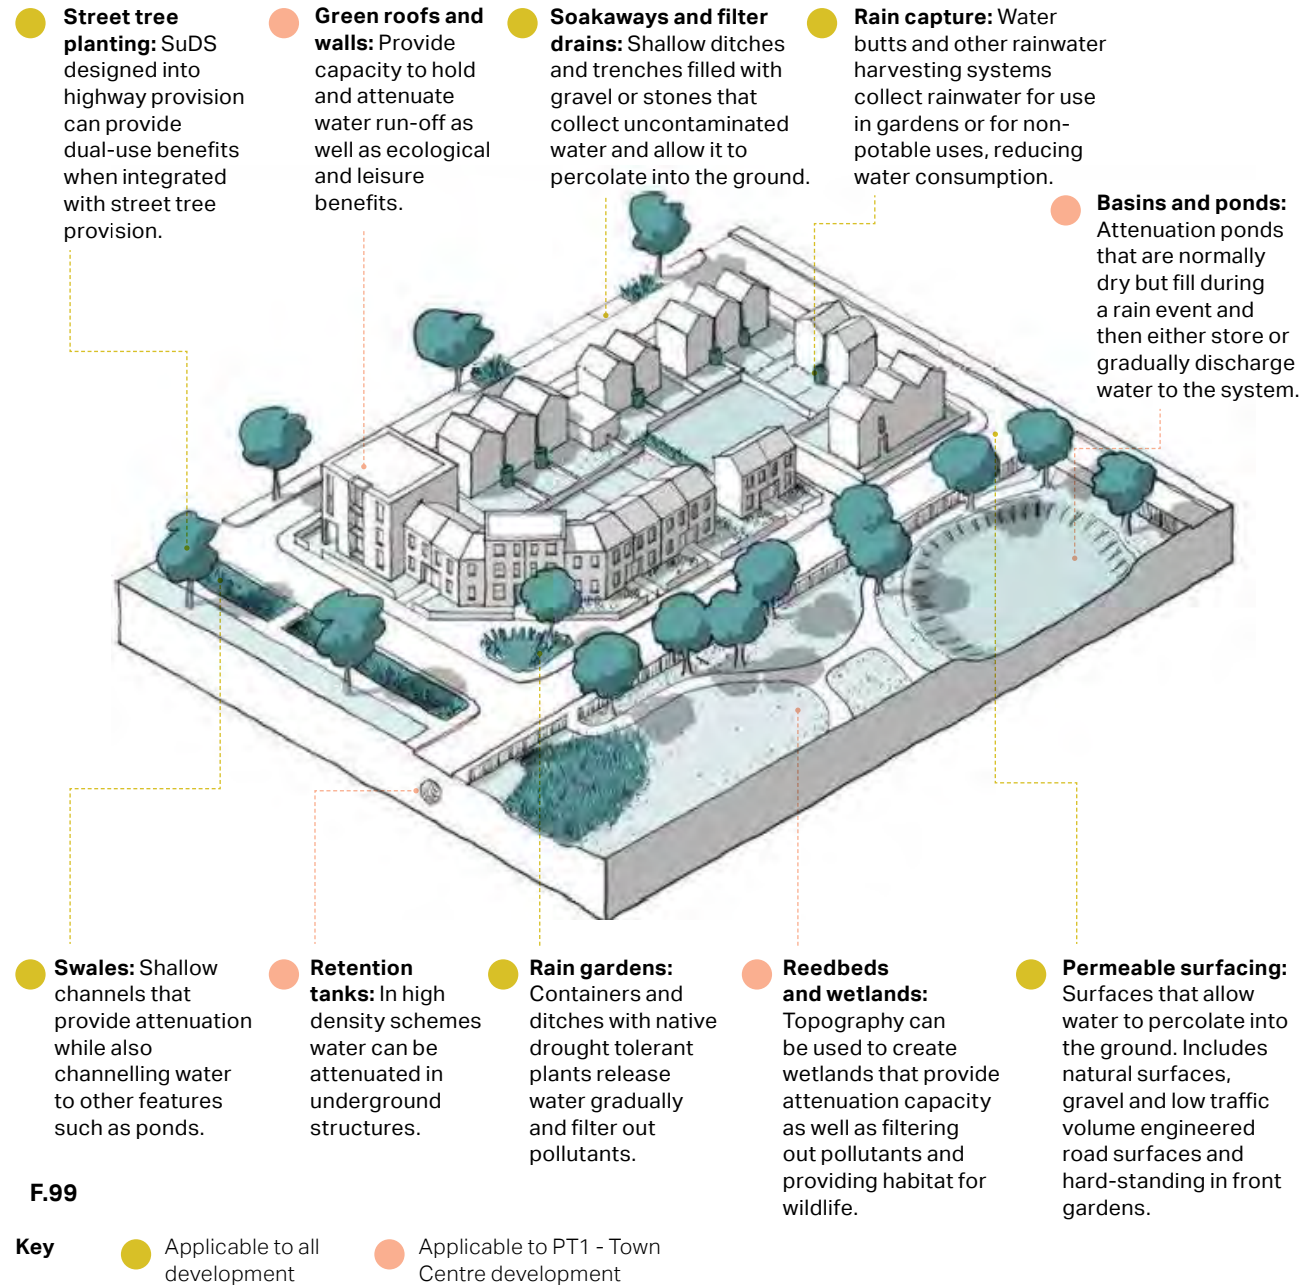 Street tree
planting: SuDS
designed into
highway provision
can provide
dual-use benefits
when integrated
with street tree
provision.
Green roofs and
walls: Provide
capacity to hold
and attenuate
water run-off as
well as ecological
and leisure
benefits.
Soakaways and filter
drains: Shallow ditches
and trenches filled with
gravel or stones that
collect uncontaminated
water and allow it to
percolate into the ground.
Rain capture: Water
butts and other rainwater
harvesting systems
collect rainwater for use
in gardens or for non-
potable uses, reducing
water consumption.
Basins and ponds:
Attenuation ponds
that are normally
dry but fill during
a rain event and
then either store or
gradually discharge
water to the system.
Swales: Shallow
channels that
provide attenuation
while also
channelling water
to other features
such as ponds.
Retention
tanks: In high
density schemes
water can be
attenuated in
underground
structures.
Rain gardens:
Containers and
ditches with native
drought tolerant
plants release
water gradually
and filter out
pollutants.
Reedbeds
and wetlands:
Topography can
be used to create
wetlands that provide
attenuation capacity
as well as filtering
out pollutants and
providing habitat for
wildlife.
Permeable surfacing:
Surfaces that allow
water to percolate into
the ground. Includes
natural surfaces,
gravel and low traffic
volume engineered
road surfaces and
hard-standing in front
gardens.
F.99
Key
Applicable to all
development
Applicable to PT1 - Town
Centre development